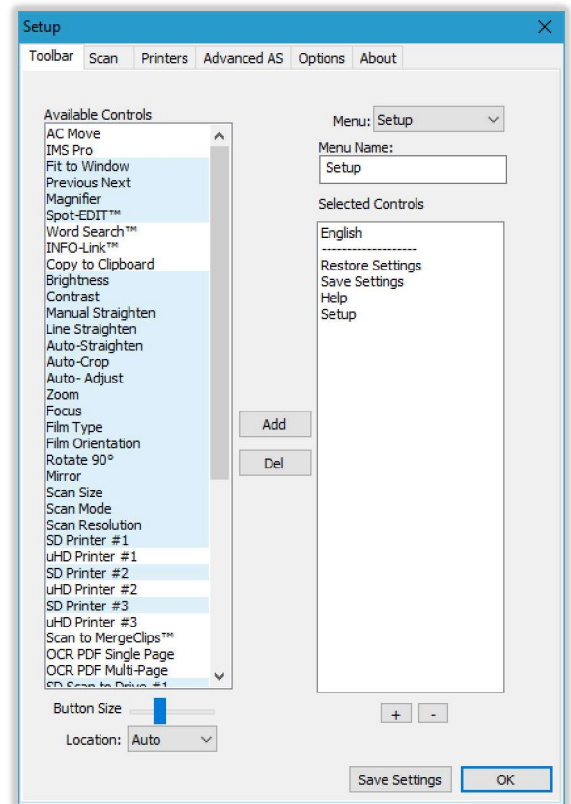 Setup
Toolbar Scan Printers Advanced AS Options About
Available Controls
AC Move
IMS Pro
Fit to Window
Previous Next
Magnifier
Spot-EDIT™
Word Search™
INFO-Link™
Copy to Clipboard
Brightness
Contrast
Manual Straighten
Line Straighten
Auto-Straighten
Auto-Crop
Auto- Adjust
Zoom
Focus
Film Type
Film Orientation
Rotate 90°
Mirror
Scan Size
Scan Mode
Scan Resolution
SD Printer #1
uHD Printer #1
SD Printer #2
uHD Printer #2
SD Printer #3
uHD Printer #3
Scan to MergeClips™
OCR PDF Single Page
OCR PDF Multi-Page
SD Scan to Drive #1
Button Size
Location: Auto
Add
Del
Menu: Setup
Menu Name:
Setup
Selected Controls
English
-------------------
Restore Settings
Save Settings
Help
Setup
+ -
Save Settings OK